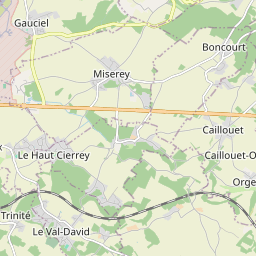 Gauciel
Boncourt
Miserey
Caillouet
x
Le Haut Cierrey
Caillouet-O
Orge
Trinité
Le Val-David